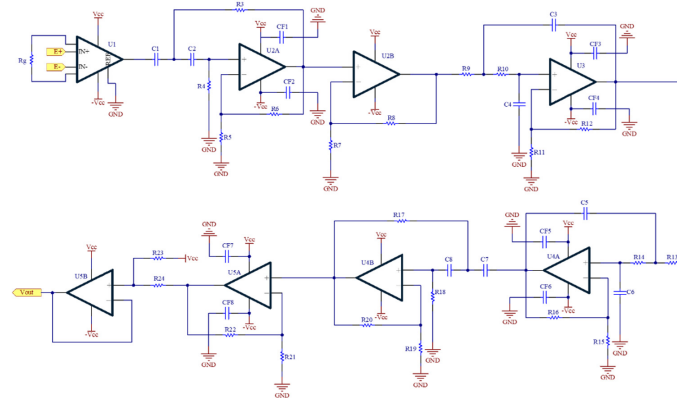 R3
C3
Vcc
CF1
GND
Vcc
CF3
GND
U1
C1
C2
U2A
U2B
R9
R10
U3
Rg
E+
IN+
E-
IN-
REF
-Vcc
GND
R4
CF2
-Vcc
GND
R6
R5
GND
GND
Vcc
-Vcc
R8
R7
GND
C4
GND
CF4
-Vcc
GND
R12
R11
GND
C5
R17
GND
CF7
Vcc
Vcc
R23
-Vcc
U5B
R24
U5A
Vcc
U4B
C8
C7
GND
CF5
Vcc
U4A
R14
R13
Vout
-Vcc
CF8
-Vcc
GND
R22
R21
GND
-Vcc
R20
R18
R19
GND
GND
CF6
-Vcc
GND
R16
C6
GND
R15
GND